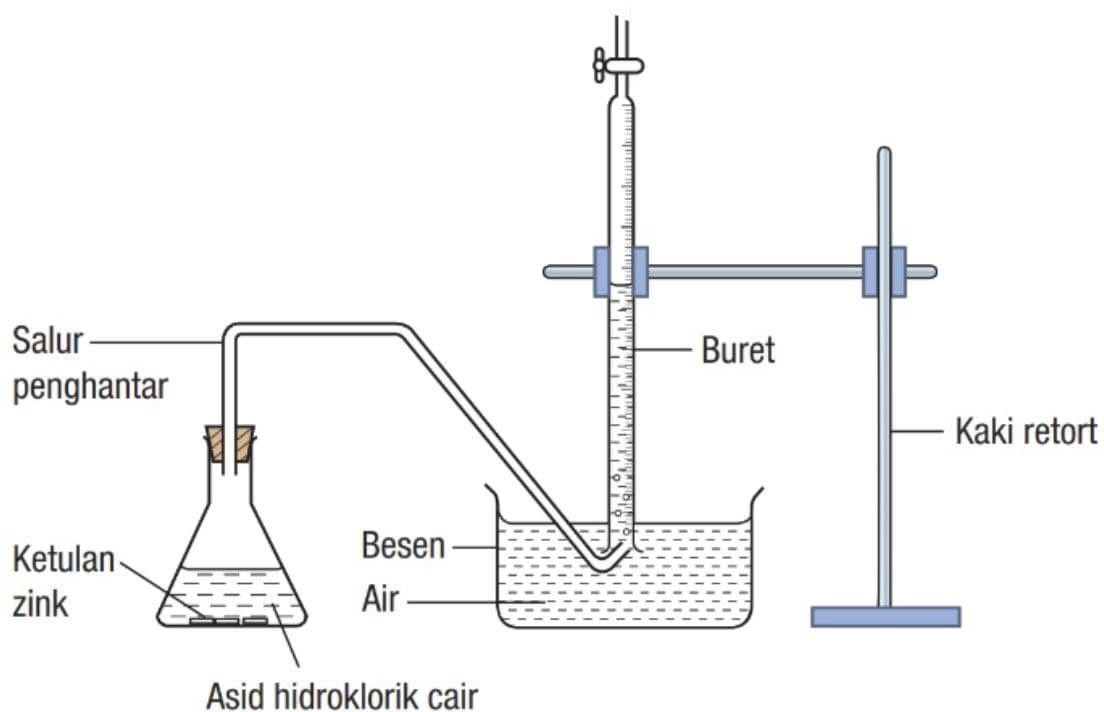 Salur
penghantar
Buret
Kaki retort
Ketulan
zink
Besen
Air
Asid hidroklorik cair